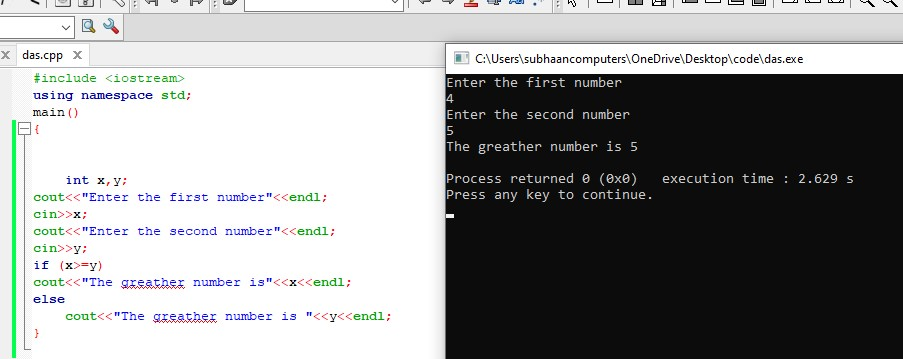 das.cpp X
#include <iostream>
using namespace std;
main()
{
int x,y;
cout<<"Enter the first number"<<endl;
cin>>x;
cout<<"Enter the second number"<<endl;
cin>>y;
if (x>=y)
cout<<"The greather number is"<<x<<endl;
else
cout<<"The greather number is "<<y<<endl;
}
C:\Users\subhaancomputers\OneDrive\Desktop\code\das.exe
Enter the first number
4
Enter the second number
5
The greather number is 5
Process returned 0 (0x0)   execution time : 2.629 s
Press any key to continue.